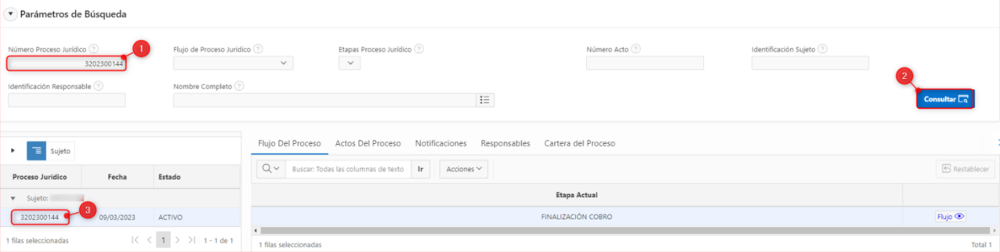 Parámetros de Búsqueda
Número Proceso Jurídico ? 1 Flujo de Proceso Jurídico ? Etapas Proceso Jurídico ? Número Acto ? Identificación Sujeto ?
3202300144
Identificación Responsable ? Nombre Completo ? 2
Consultar
Sujeto
Flujo Del Proceso Actos Del Proceso Notificaciones Responsables Cartera del Proceso
Buscar: Todas las columnas de texto Ir Acciones Restablecer
Proceso Jurídico Fecha Estado
Etapa Actual
Sujeto:
3202300144 3 09/03/2023 ACTIVO
FINALIZACIÓN COBRO Flujo
1 filas seleccionadas |< < 1 > >| 1 - 1 de 1
1 filas seleccionadas Total 1